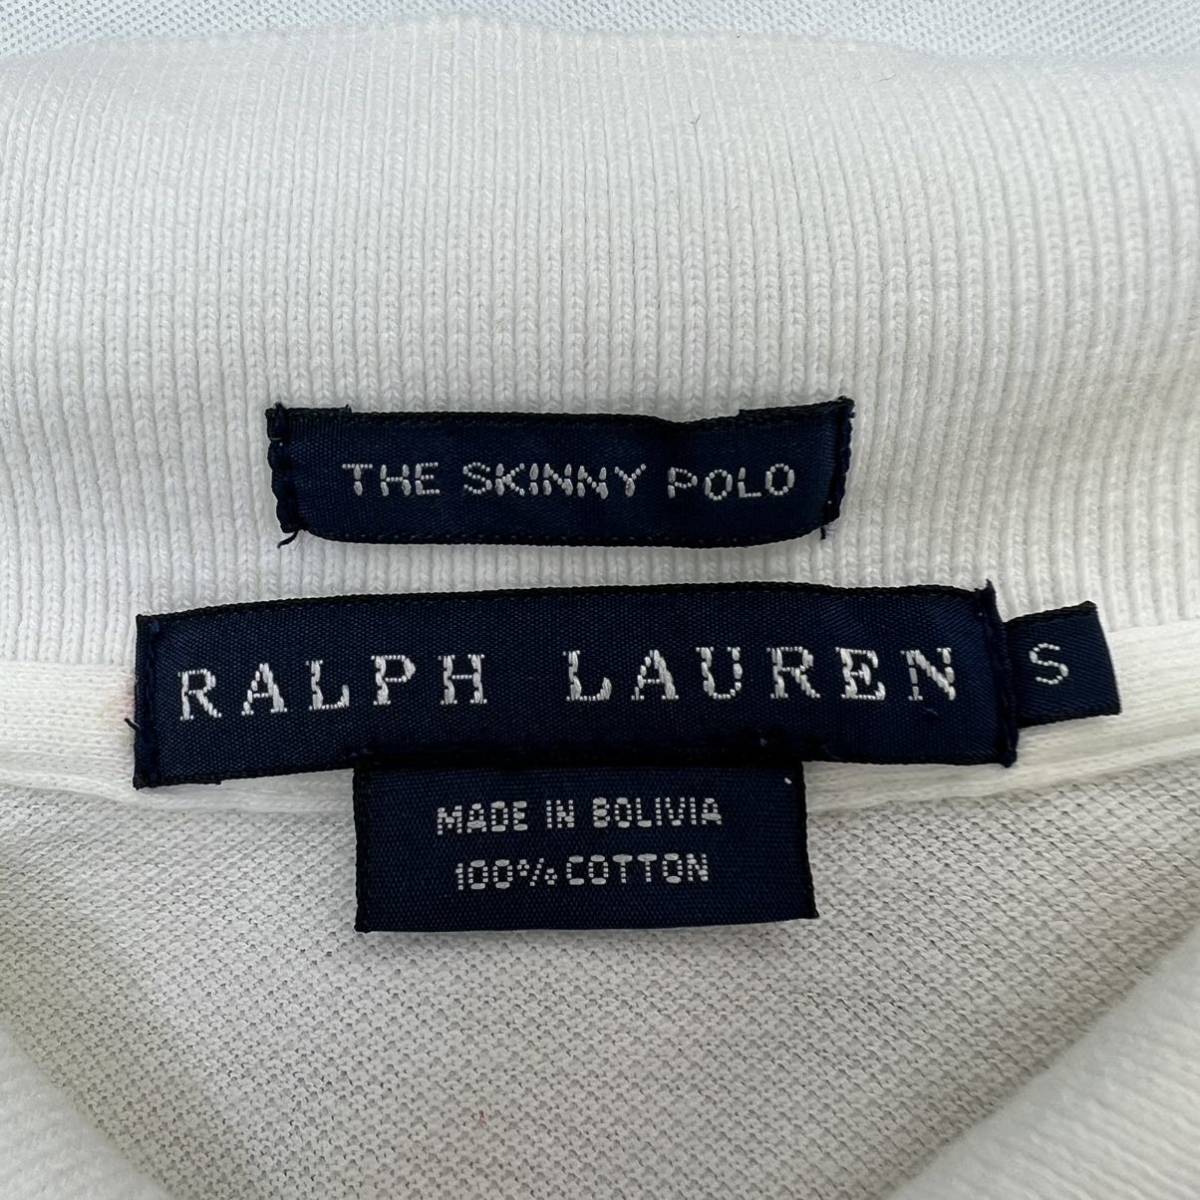 THE SKINNY POLO
RALPH LAUREN
S
MADE IN BOLIVIA
100% COTTON